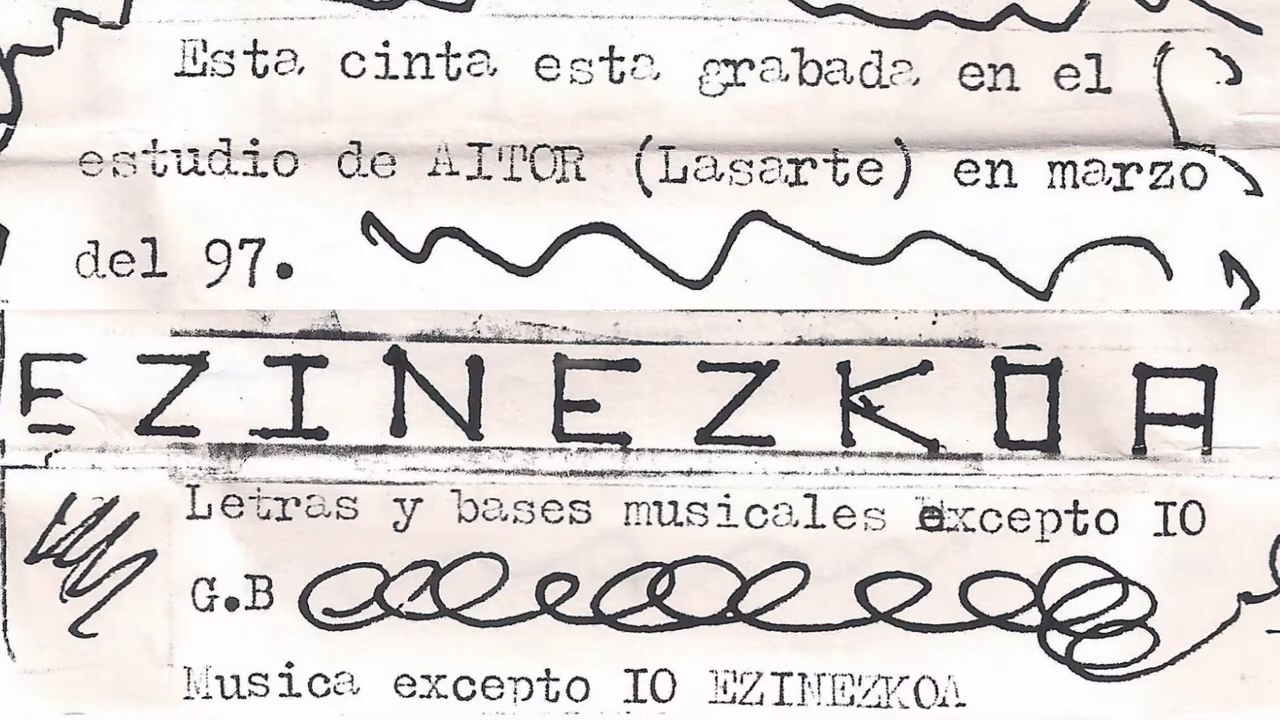 Esta cinta esta grabada en el
estudio de AITOR (Lasarte) en marzo
del 97.
EZINEZKOA
Letras y bases musicales excepto IO
G.B
Musica excepto IO EZINEZKOA